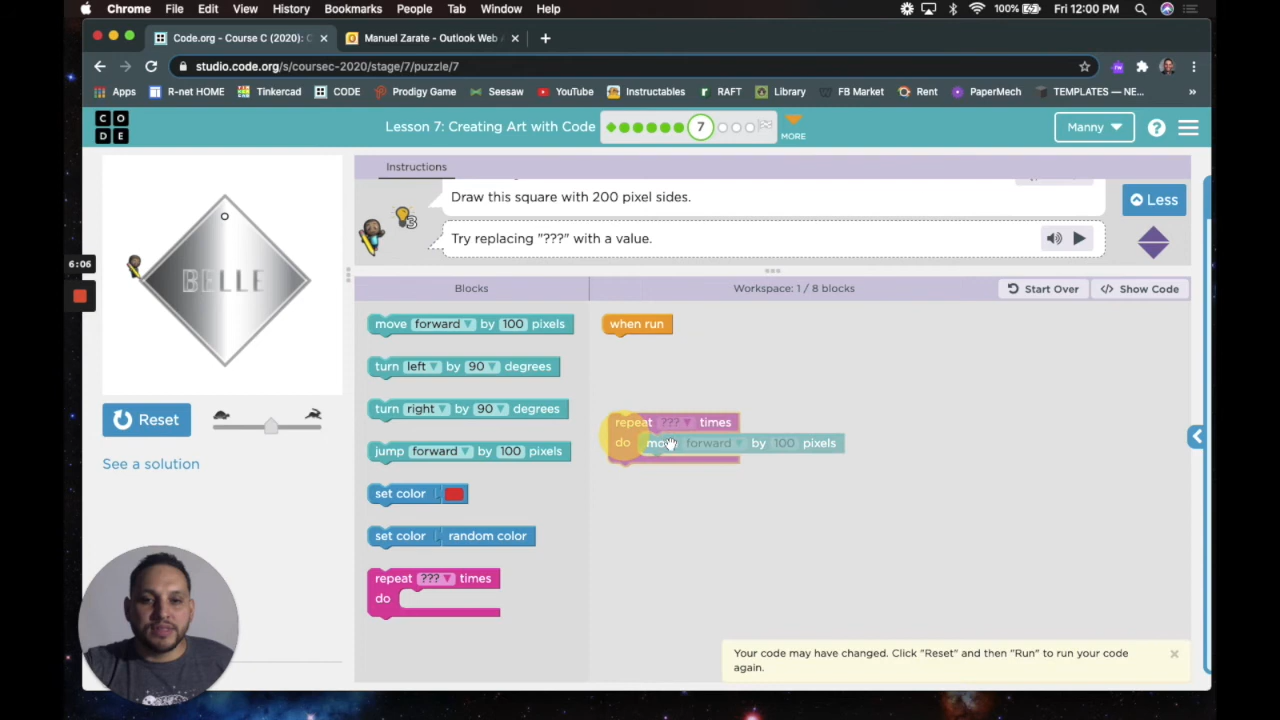 Chrome File Edit View History Bookmarks People Tab Window Help 100% Fri 12:00 PM
Code.org - Course C (2020): C × Manuel Zarate - Outlook Web × +
studio.code.org/s/coursec-2020/stage/7/puzzle/7
Apps R-net HOME Tinkercad CODE Prodigy Game Seesaw YouTube Instructables RAFT Library FB Market Rent PaperMech TEMPLATES — NE... »
CODE Lesson 7: Creating Art with Code 7 MORE Manny ?
Instructions
Draw this square with 200 pixel sides.
Less
3
Try replacing "???" with a value.
6:06
BELLE
Blocks Workspace: 1 / 8 blocks Start Over </> Show Code
move forward by 100 pixels
when run
turn left by 90 degrees
turn right by 90 degrees
repeat ??? times
do move forward by 100 pixels
Reset
jump forward by 100 pixels
See a solution
set color
set color random color
repeat ??? times
do
Your code may have changed. Click "Reset" and then "Run" to run your code
again.